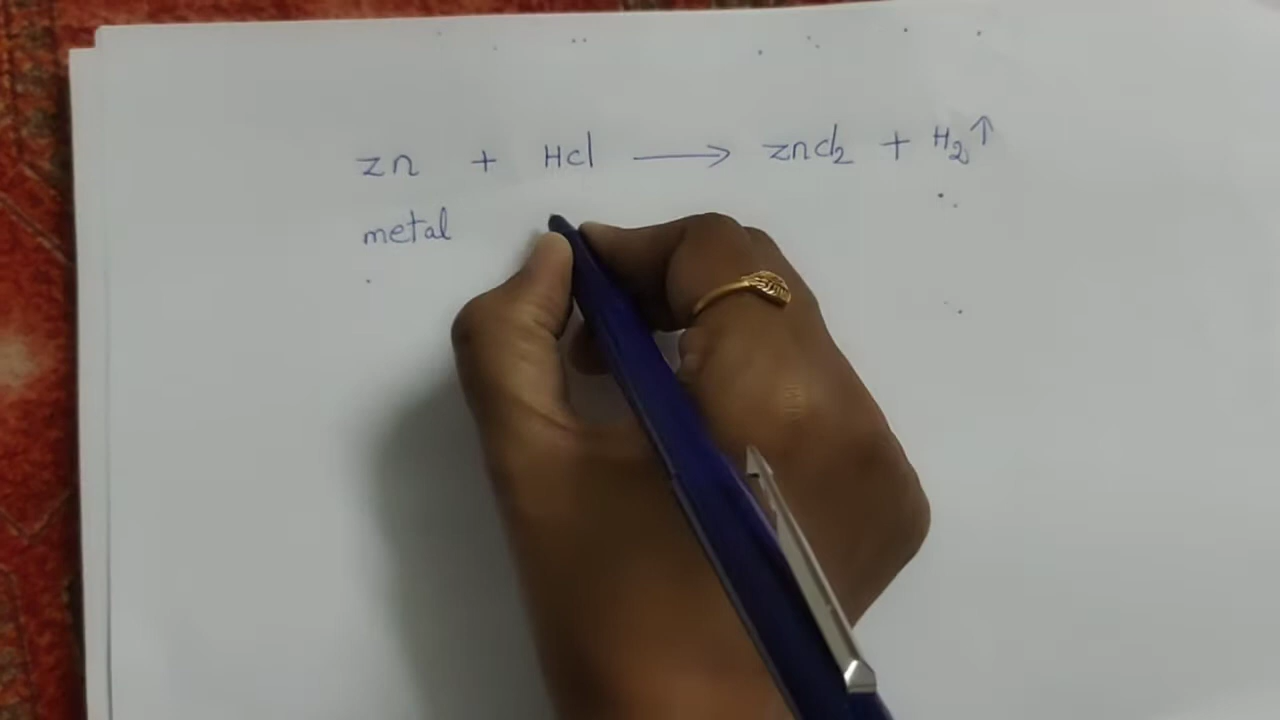 zn + Hcl ⟶ zncl₂ + H₂↑
metal